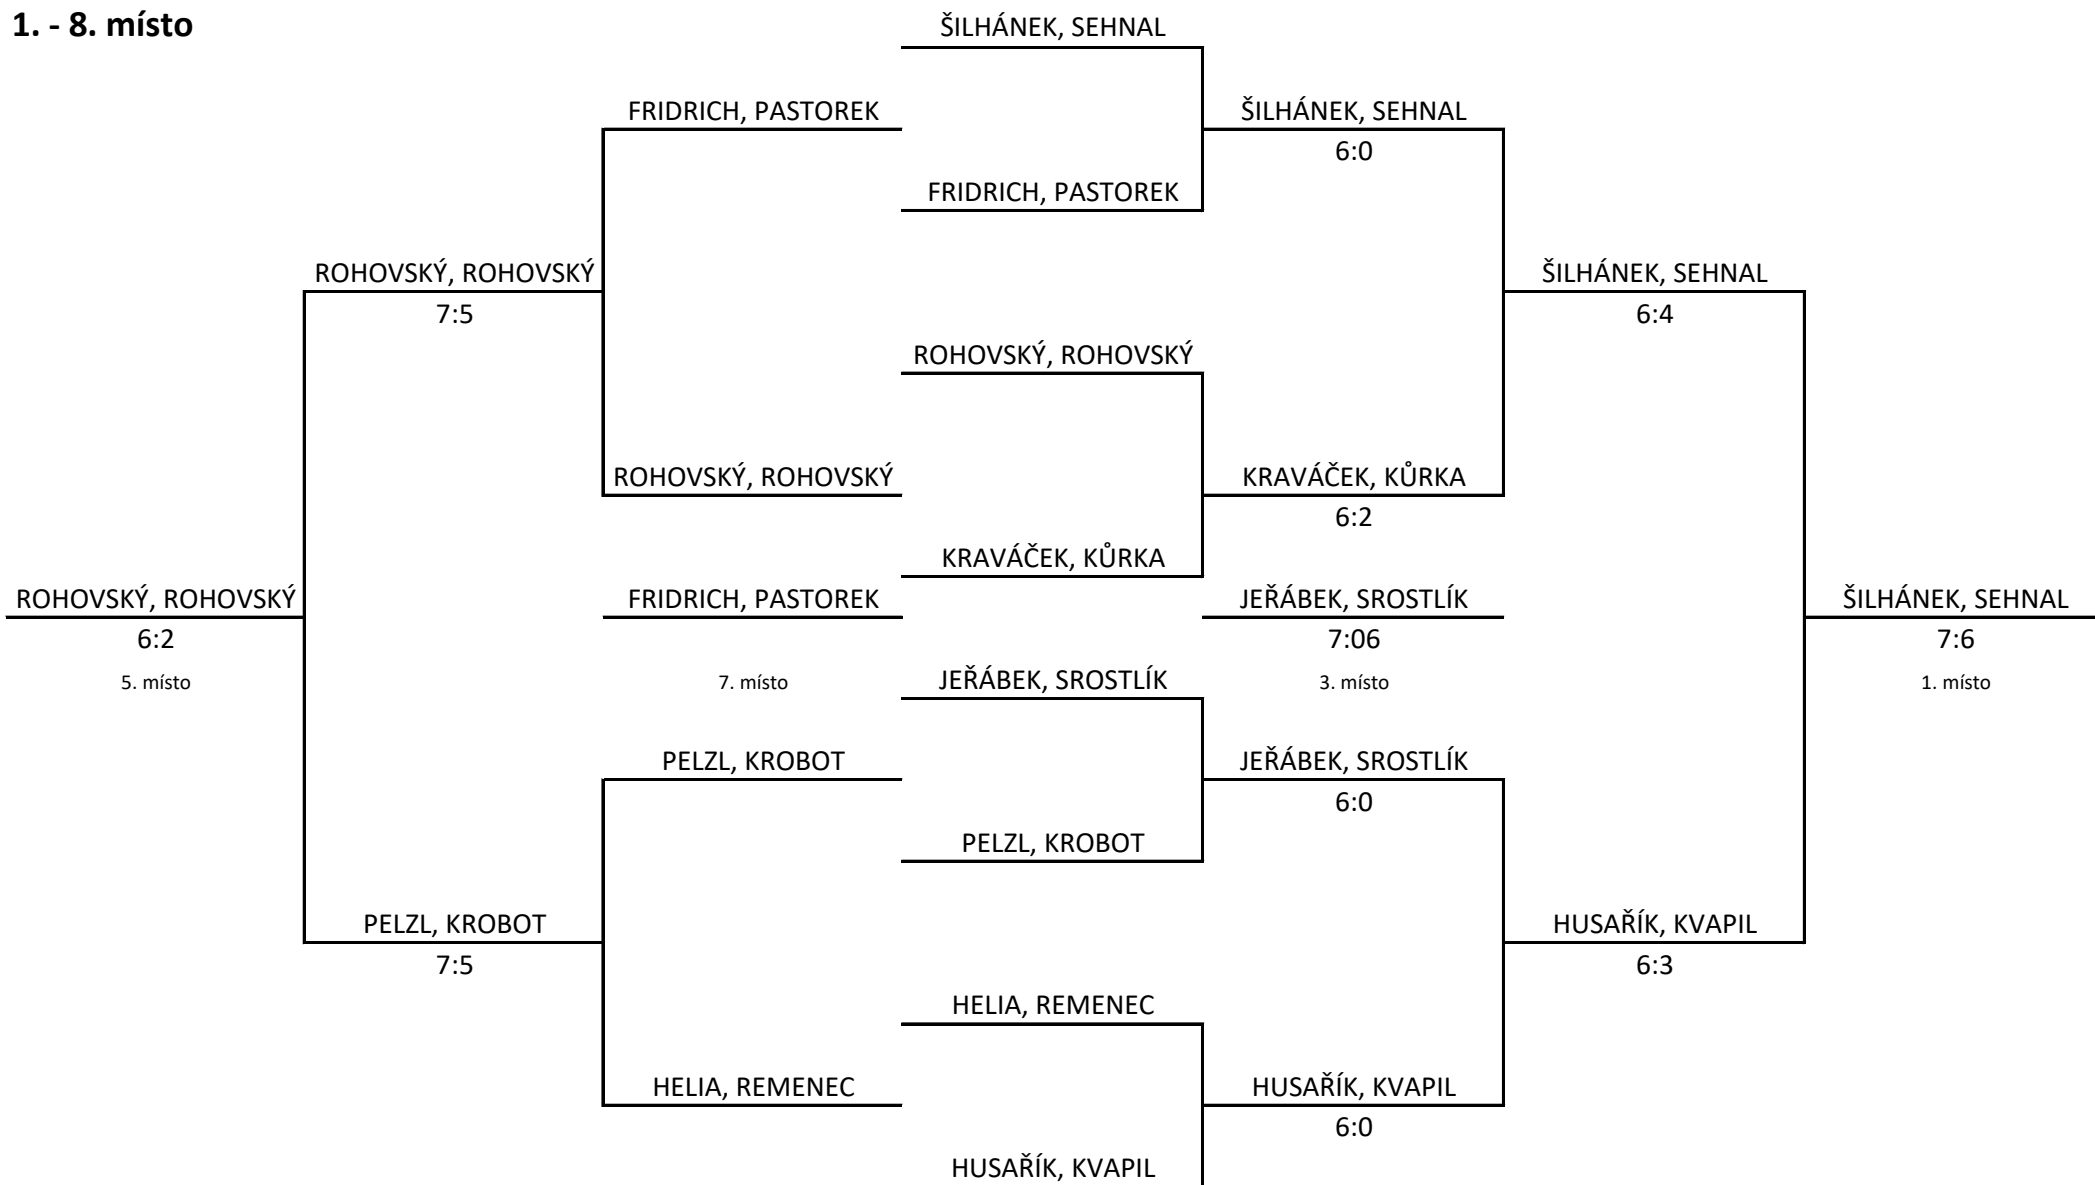 1. - 8. místo
ŠILHÁNEK, SEHNAL
FRIDRICH, PASTOREK
ŠILHÁNEK, SEHNAL
6:0
FRIDRICH, PASTOREK
ROHOVSKÝ, ROHOVSKÝ
ŠILHÁNEK, SEHNAL
7:5
6:4
ROHOVSKÝ, ROHOVSKÝ
ROHOVSKÝ, ROHOVSKÝ
KRAVÁČEK, KŮRKA
6:2
KRAVÁČEK, KŮRKA
ROHOVSKÝ, ROHOVSKÝ
FRIDRICH, PASTOREK
JEŘÁBEK, SROSTLÍK
ŠILHÁNEK, SEHNAL
6:2
7:06
7:6
5. místo
7. místo
JEŘÁBEK, SROSTLÍK
3. místo
1. místo
PELZL, KROBOT
JEŘÁBEK, SROSTLÍK
6:0
PELZL, KROBOT
PELZL, KROBOT
HUSAŘÍK, KVAPIL
7:5
6:3
HELIA, REMENEC
HELIA, REMENEC
HUSAŘÍK, KVAPIL
6:0
HUSAŘÍK, KVAPIL